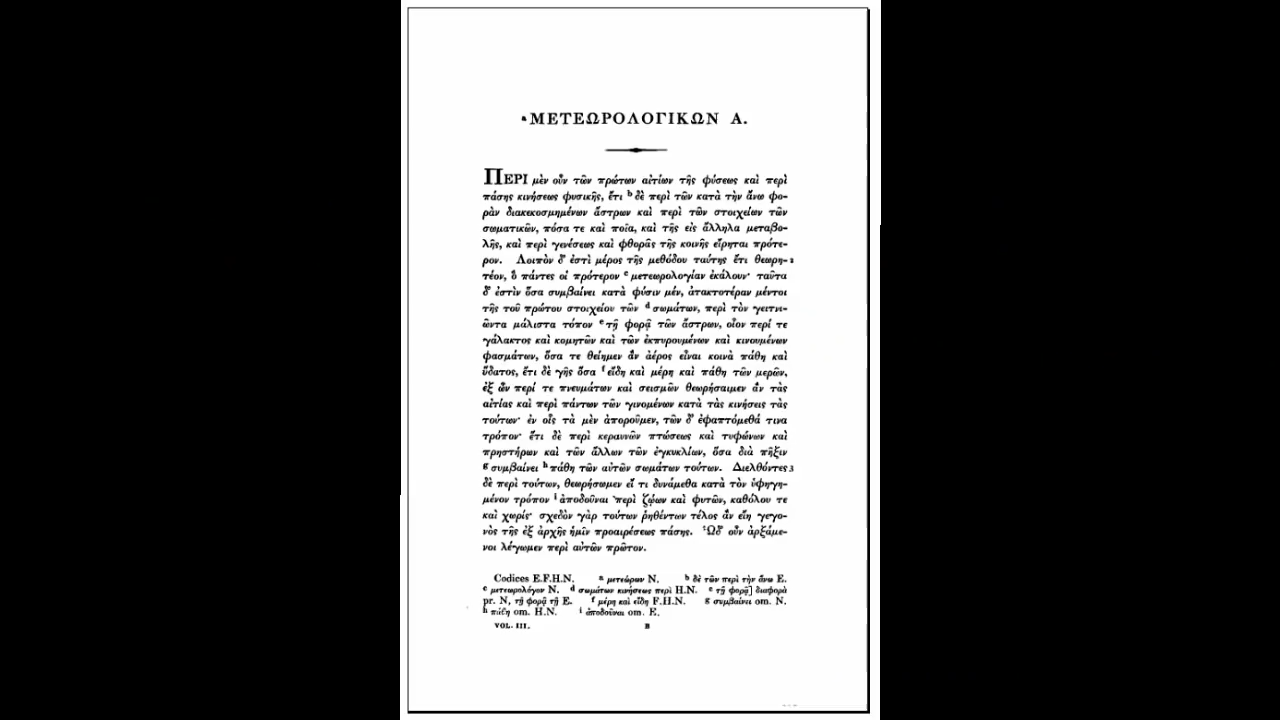 ᵃΜΕΤΕΩΡΟΛΟΓΙΚΩΝ Α.
ΠΕΡΙ μὲν οὖν τῶν πρώτων αἰτίων τῆς φύσεως καὶ περὶ
πάσης κινήσεως φυσικῆς, ἔτι ᵇ δὲ περὶ τῶν κατὰ τὴν ἄνω φο-
ρὰν διακεκοσμημένων ἄστρων καὶ περὶ τῶν στοιχείων τῶν
σωματικῶν, πόσα τε καὶ ποῖα, καὶ τῆς εἰς ἄλληλα μεταβο-
λῆς, καὶ περὶ γενέσεως καὶ φθορᾶς τῆς κοινῆς εἴρηται πρότε-
ρον. Λοιπὸν δ' ἐστὶ μέρος τῆς μεθόδου ταύτης ἔτι θεωρη- 2
τέον, ὃ πάντες οἱ πρότερον ᶜ μετεωρολογίαν ἐκάλουν· ταῦτα
δ' ἐστὶν ὅσα συμβαίνει κατὰ φύσιν μέν, ἀτακτοτέραν μέντοι
τῆς τοῦ πρώτου στοιχείου τῶν ᵈ σωμάτων, περὶ τὸν γειτνι-
ῶντα μάλιστα τόπον ᵉ τῇ φορᾷ τῶν ἄστρων, οἷον περί τε
γάλακτος καὶ κομητῶν καὶ τῶν ἐκπυρουμένων καὶ κινουμένων
φασμάτων, ὅσα τε θείημεν ἂν ἀέρος εἶναι κοινὰ πάθη καὶ
ὕδατος, ἔτι δὲ γῆς ὅσα ᶠ εἴδη καὶ μέρη καὶ πάθη τῶν μερῶν,
ἐξ ὧν περί τε πνευμάτων καὶ σεισμῶν θεωρήσαιμεν ἂν τὰς
αἰτίας καὶ περὶ πάντων τῶν γινομένων κατὰ τὰς κινήσεις τὰς
τούτων· ἐν οἷς τὰ μὲν ἀποροῦμεν, τῶν δ' ἐφαπτόμεθά τινα
τρόπον· ἔτι δὲ περὶ κεραυνῶν πτώσεως καὶ τυφώνων καὶ
πρηστήρων καὶ τῶν ἄλλων τῶν ἐγκυκλίων, ὅσα διὰ πῆξιν
ᵍ συμβαίνει ʰ πάθη τῶν αὐτῶν σωμάτων τούτων. Διελθόντες 3
δὲ περὶ τούτων, θεωρήσωμεν εἴ τι δυνάμεθα κατὰ τὸν ὑφηγη-
μένον τρόπον ⁱ ἀποδοῦναι περὶ ζῴων καὶ φυτῶν, καθόλου τε
καὶ χωρίς· σχεδὸν γὰρ τούτων ῥηθέντων τέλος ἂν εἴη γεγο-
νὸς τῆς ἐξ ἀρχῆς ἡμῖν προαιρέσεως πάσης. Ὧδ' οὖν ἀρξάμε-
νοι λέγωμεν περὶ αὐτῶν πρῶτον.
Codices E.F.H.N. ᵃ μετεώρων N. ᵇ δὲ τῶν περὶ τὴν ἄνω E.
ᶜ μετεωρολόγον N. ᵈ σωμάτων κινήσεως περὶ H.N. ᵉ τῇ φορᾷ] διαφορὰ
pr. N, τῇ φορᾷ τῇ E. ᶠ μέρη καὶ εἴδη F.H.N. ᵍ συμβαίνει om. N.
ʰ πάθη om. H.N. ⁱ ἀποδοῦναι om. E.
VOL. III. B